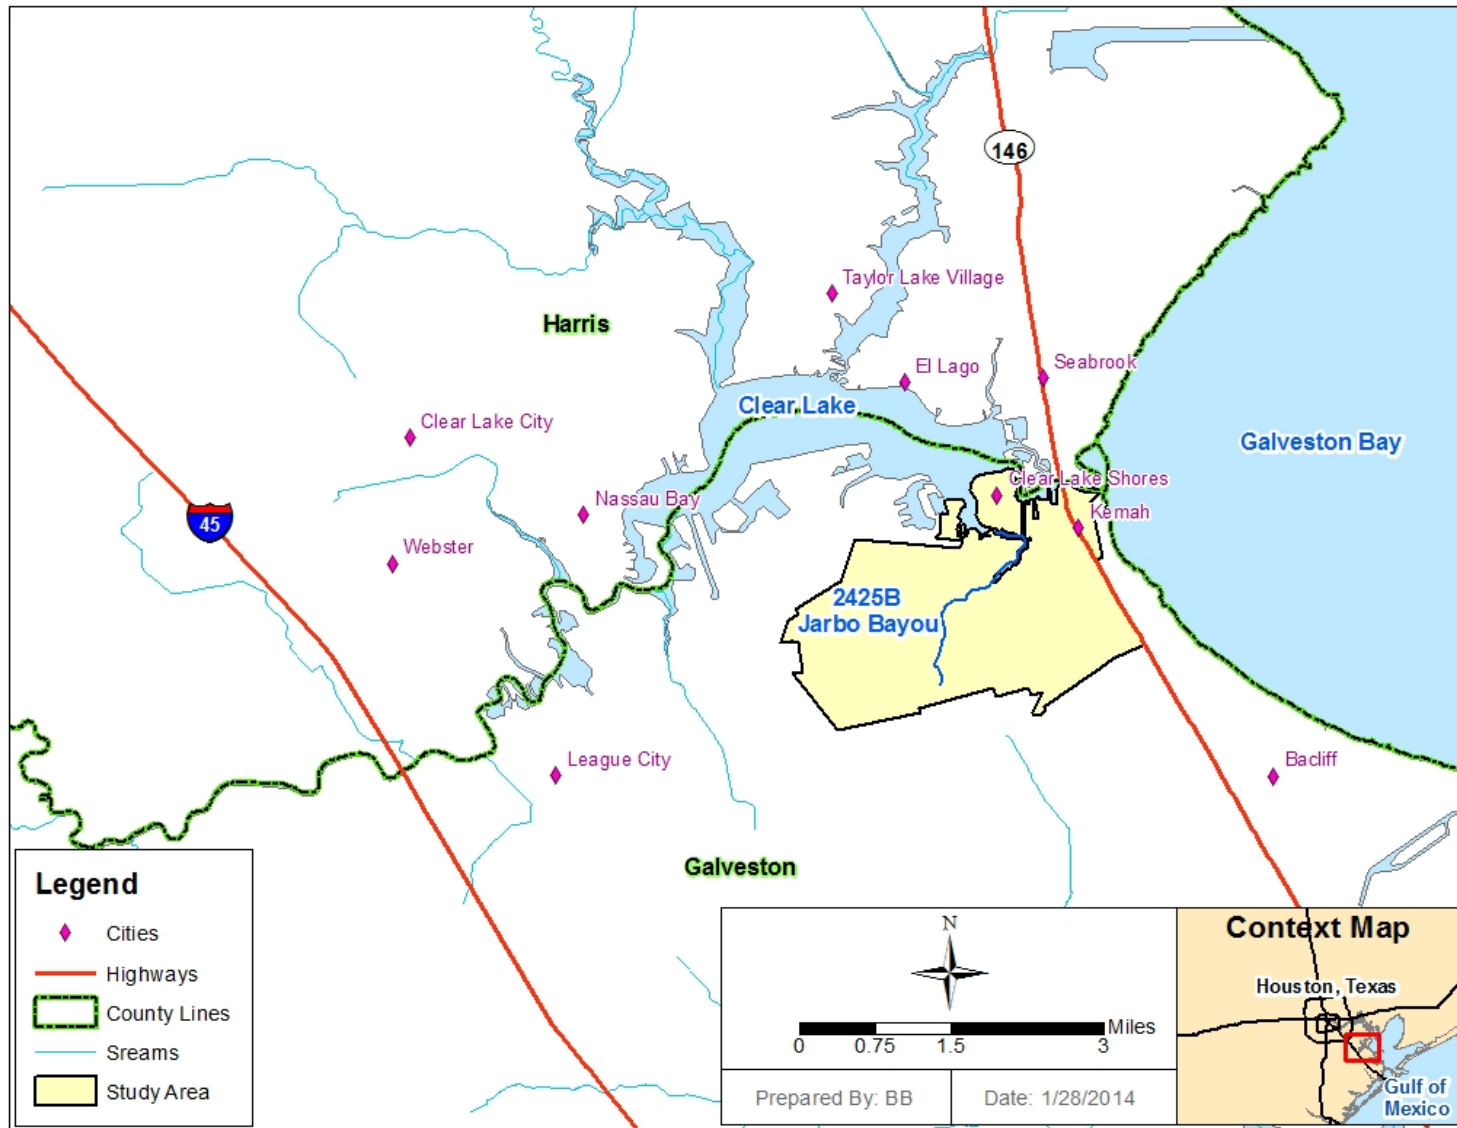 146
Taylor Lake Village
Harris
El Lago
Seabrook
Clear Lake
Clear Lake City
Galveston Bay
Clear Lake Shores
Nassau Bay
Kemah
45
Webster
2425B
Jarbo Bayou
League City
Bacliff
Galveston
Legend
Cities
Highways
County Lines
Sreams
Study Area
N
Miles
0 0.75 1.5 3
Prepared By: BB
Date: 1/28/2014
Context Map
Houston, Texas
Gulf of
Mexico